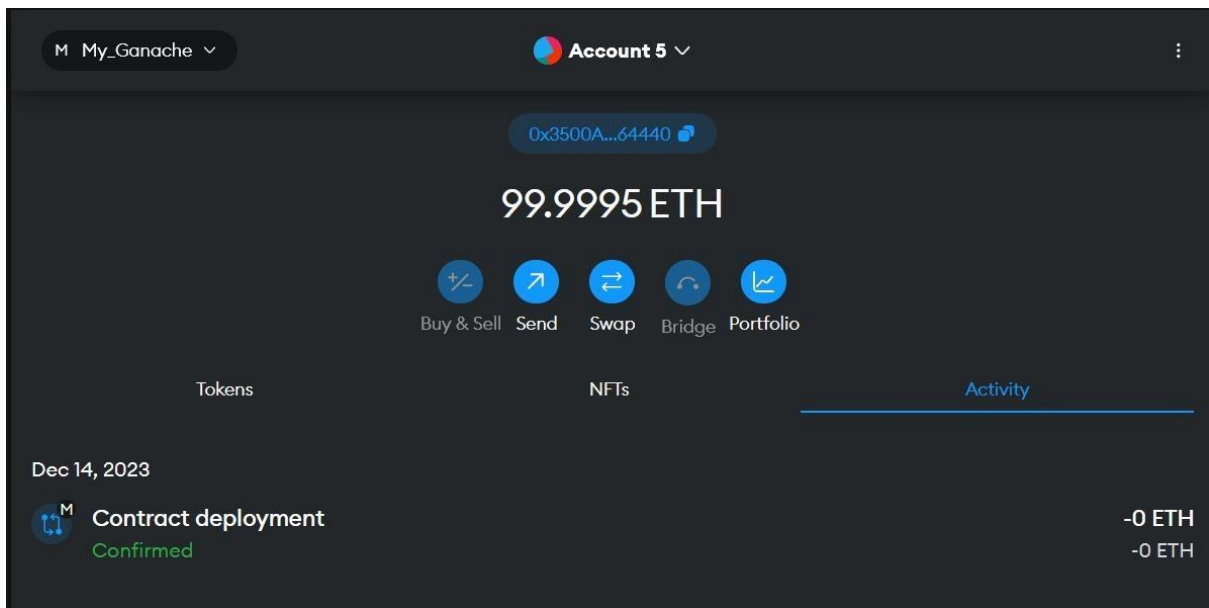 M My_Ganache
Account 5
0x3500A...64440
99.9995 ETH
Buy & Sell Send Swap Bridge Portfolio
Tokens NFTs Activity
Dec 14, 2023
M
Contract deployment -0 ETH
Confirmed -0 ETH